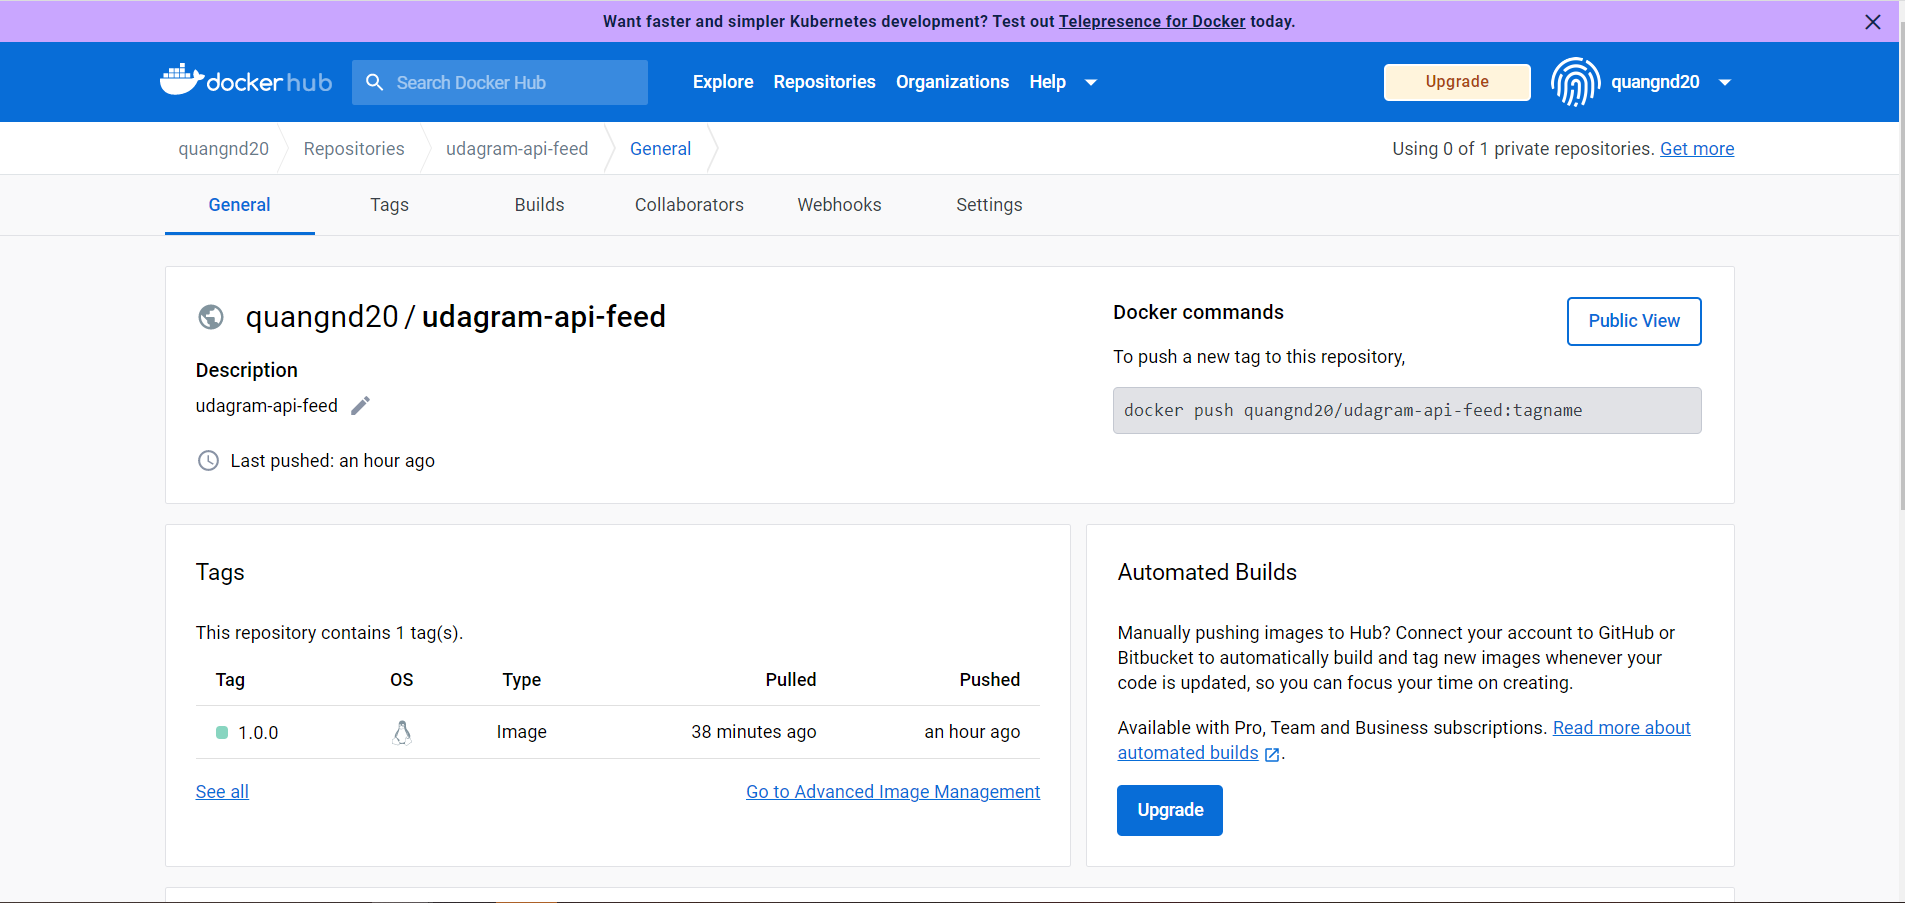 Want faster and simpler Kubernetes development? Test out Telepresence for Docker today.
dockerhub
Search Docker Hub
Explore
Repositories
Organizations
Help
Upgrade
quangnd20
quangnd20
Repositories
udagram-api-feed
General
Using 0 of 1 private repositories. Get more
General
Tags
Builds
Collaborators
Webhooks
Settings
quangnd20 / udagram-api-feed
Description
udagram-api-feed
Last pushed: an hour ago
Docker commands
Public View
To push a new tag to this repository,
docker push quangnd20/udagram-api-feed:tagname
Tags
This repository contains 1 tag(s).
Tag OS Type Pulled Pushed
1.0.0 Image 38 minutes ago an hour ago
See all
Go to Advanced Image Management
Automated Builds
Manually pushing images to Hub? Connect your account to GitHub or
Bitbucket to automatically build and tag new images whenever your
code is updated, so you can focus your time on creating.
Available with Pro, Team and Business subscriptions. Read more about
automated builds .
Upgrade